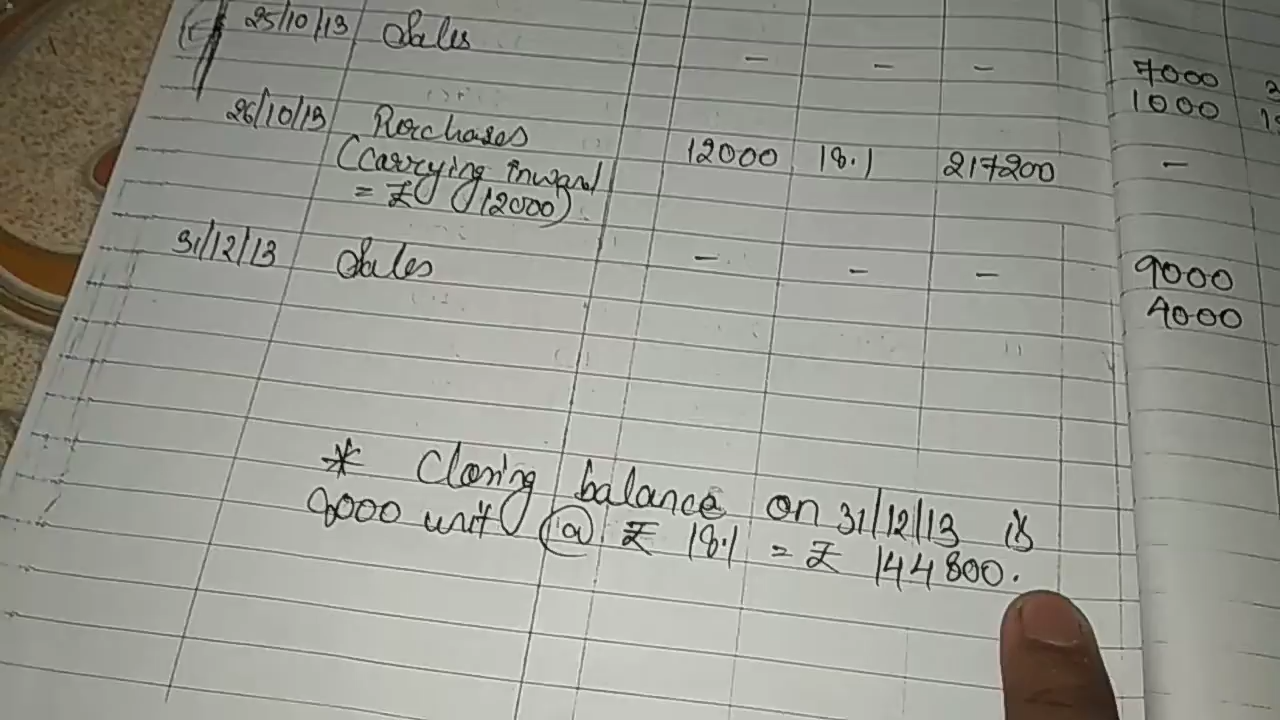 25/10/13 Sales - - - 7000
1000
26/10/13 Purchases 12000 18.1 217200 -
(Carrying inward
= ₹ 12000)
31/12/13 Sales - - - 9000
4000
* Closing balance on 31/12/13 is
8000 unit @ ₹ 18.1 = ₹ 144800.